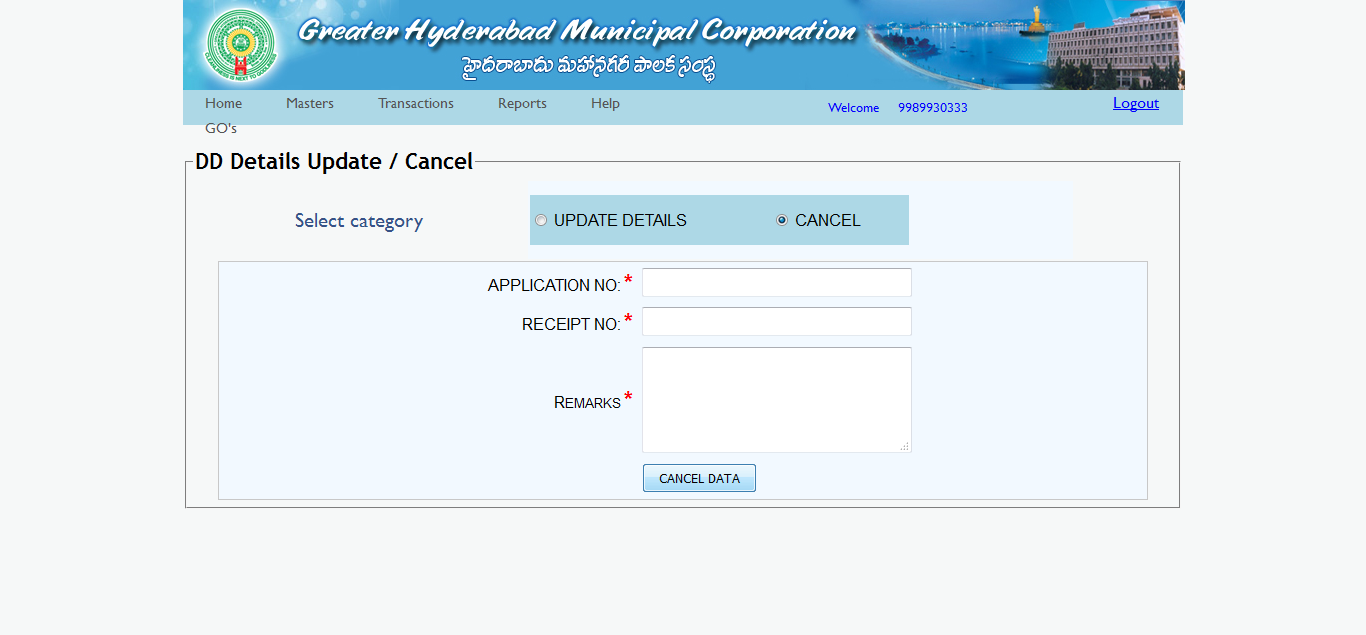 Greater Hyderabad Municipal Corporation
హైదరాబాదు మహానగర పాలక సంస్థ
Home Masters Transactions Reports Help Welcome 9989930333 Logout
GO's
DD Details Update / Cancel
Select category UPDATE DETAILS CANCEL
APPLICATION NO: *
RECEIPT NO: *
REMARKS *
CANCEL DATA